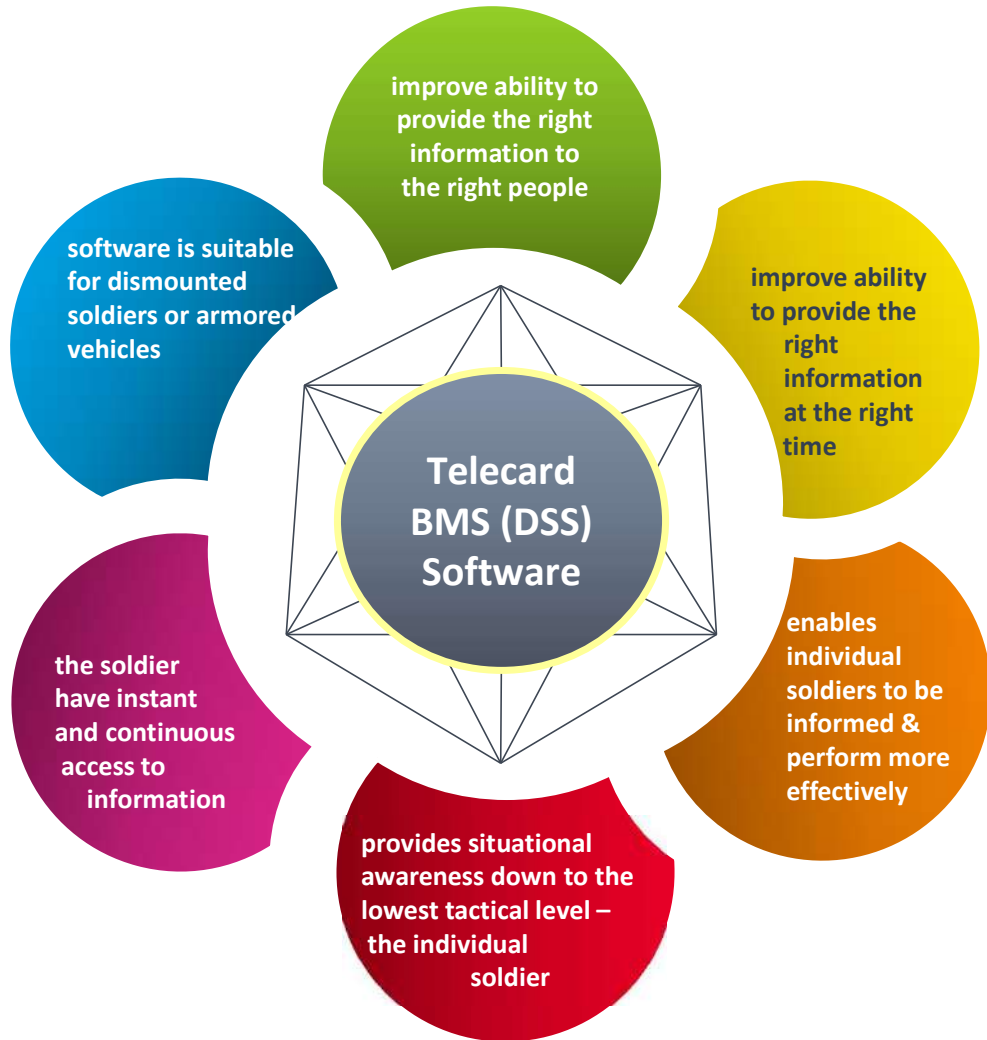 improve ability to
provide the right
information to
the right people
improve ability
to provide the
right
information
at the right
time
enables
individual
soldiers to be
informed &
perform more
effectively
provides situational
awareness down to the
lowest tactical level –
the individual
soldier
the soldier
have instant
and continuous
access to
information
software is suitable
for dismounted
soldiers or armored
vehicles
Telecard
BMS (DSS)
Software